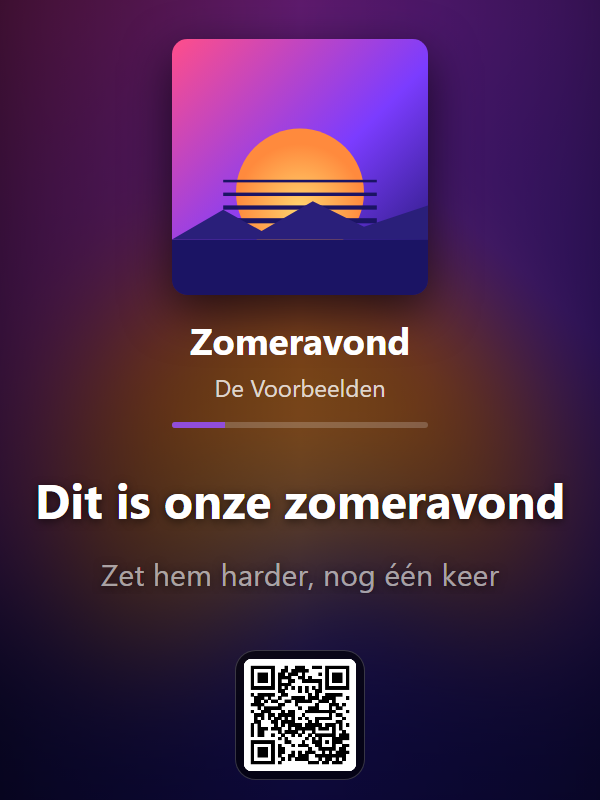 Zomeravond
De Voorbeelden
Dit is onze zomeravond
Zet hem harder, nog één keer